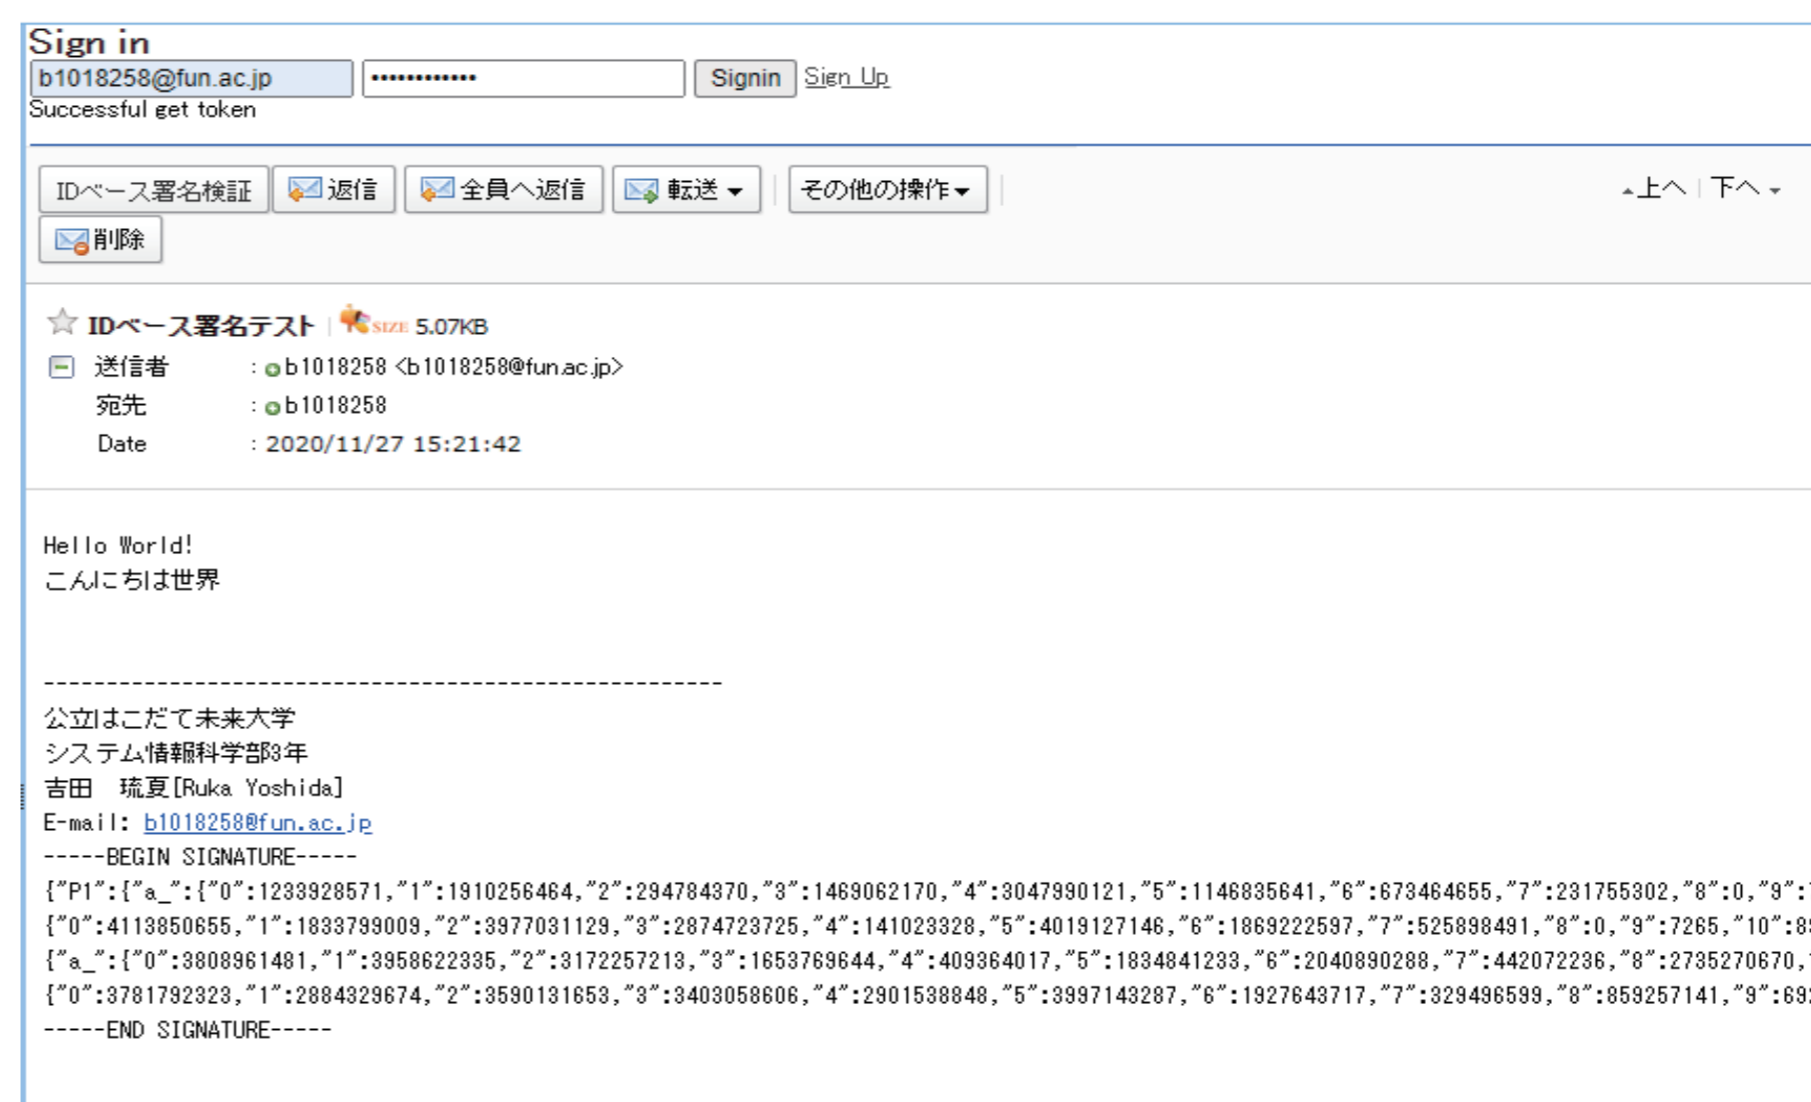 Sign in
b1018258@fun.ac.jp •••••••••••• Signin Sign Up
Successful get token
IDベース署名検証 返信 全員へ返信 転送 その他の操作 上へ 下へ
削除
IDベース署名テスト SIZE 5.07KB
送信者 : b1018258 <b1018258@fun.ac.jp>
宛先 : b1018258
Date : 2020/11/27 15:21:42
Hello World!
こんにちは世界
------------------------------------------------------
公立はこだて未来大学
システム情報科学部3年
吉田　琉夏[Ruka Yoshida]
E-mail: b1018258@fun.ac.jp
-----BEGIN SIGNATURE-----
{"P1":{"a_":{"0":1233928571,"1":1910256464,"2":294784370,"3":1469062170,"4":3047990121,"5":1146835641,"6":673464655,"7":231755302,"8":0,"9":
{"0":4113850655,"1":1833799009,"2":3977031129,"3":2874723725,"4":141023328,"5":4019127146,"6":1869222597,"7":525898491,"8":0,"9":7265,"10":
{"a_":{"0":3808961481,"1":3958622335,"2":3172257213,"3":1653769644,"4":409364017,"5":1834841233,"6":2040890288,"7":442072236,"8":2735270670,
{"0":3781792323,"1":2884329674,"2":3590131653,"3":3403058606,"4":2901538848,"5":3997143287,"6":1927643717,"7":329496599,"8":859257141,"9":69
-----END SIGNATURE-----